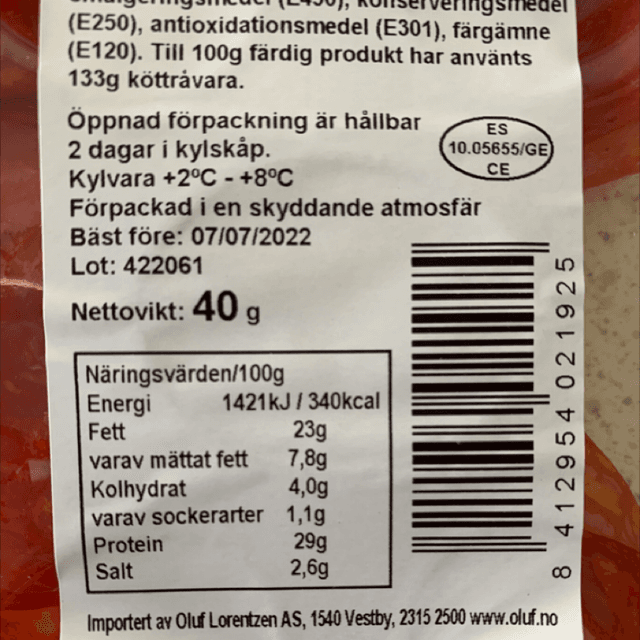 (E250), antioxidationsmedel (E301), färgämne
(E120). Till 100g färdig produkt har använts
133g köttråvara.
Öppnad förpackning är hållbar
2 dagar i kylskåp.
Kylvara +2ºC - +8ºC
Förpackad i en skyddande atmosfär
Bäst före: 07/07/2022
Lot: 422061
Nettovikt: 40 g
ES
10.05655/GE
CE
Näringsvärden/100g
Energi 1421kJ / 340kcal
Fett 23g
varav mättat fett 7,8g
Kolhydrat 4,0g
varav sockerarter 1,1g
Protein 29g
Salt 2,6g
8 412954 021925
Importert av Oluf Lorentzen AS, 1540 Vestby, 2315 2500 www.oluf.no